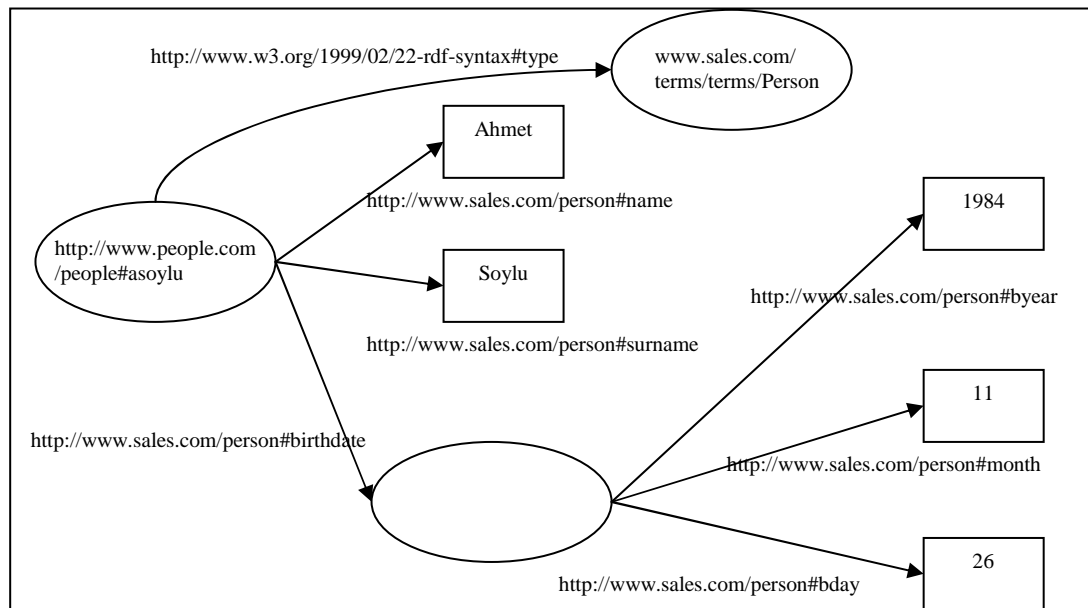 http://www.w3.org/1999/02/22-rdf-syntax#type
www.sales.com/
terms/terms/Person
Ahmet
http://www.sales.com/person#name
1984
http://www.people.com
/people#asoylu
Soylu
http://www.sales.com/person#byear
http://www.sales.com/person#surname
11
http://www.sales.com/person#birthdate
http://www.sales.com/person#month
26
http://www.sales.com/person#bday